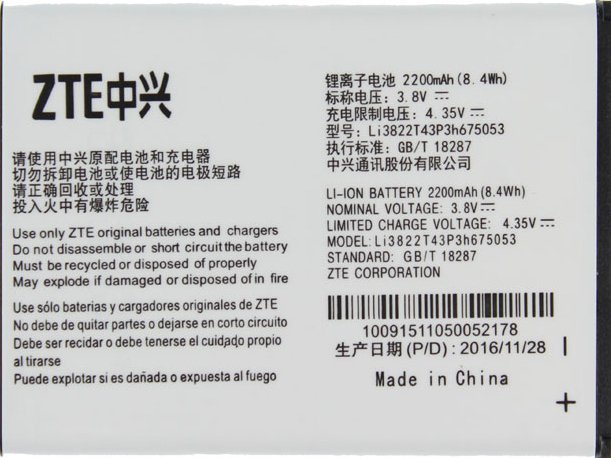 ZTE中兴
请使用中兴原配电池和充电器
切勿拆卸电池或使电池的电极短路
请正确回收或处理
投入火中有爆炸危险
Use only ZTE original batteries and chargers
Do not disassemble or short circuit the battery
Must be recycled or disposed of properly
May explode if damaged or disposed of in fire
Use sólo baterias y cargadores originales de ZTE
No debe de quitar partes o dejarse en corto circuito
Debe ser recidar o debe tenerse el cuidado propio
al tirarse
Puede explotar si es dañada o expuesta al fuego
锂离子电池 2200mAh(8.4Wh)
标称电压: 3.8V ⎓
充电限制电压: 4.35V ⎓
型号: Li3822T43P3h675053
执行标准: GB/T 18287
中兴通讯股份有限公司
LI-ION BATTERY 2200mAh(8.4Wh)
NOMINAL VOLTAGE: 3.8V ⎓
LIMITED CHARGE VOLTAGE: 4.35V ⎓
MODEL: Li3822T43P3h675053
STANDARD: GB/T 18287
ZTE CORPORATION
10091511050052178
生产日期(P/D): 2016/11/28
Made in China
+